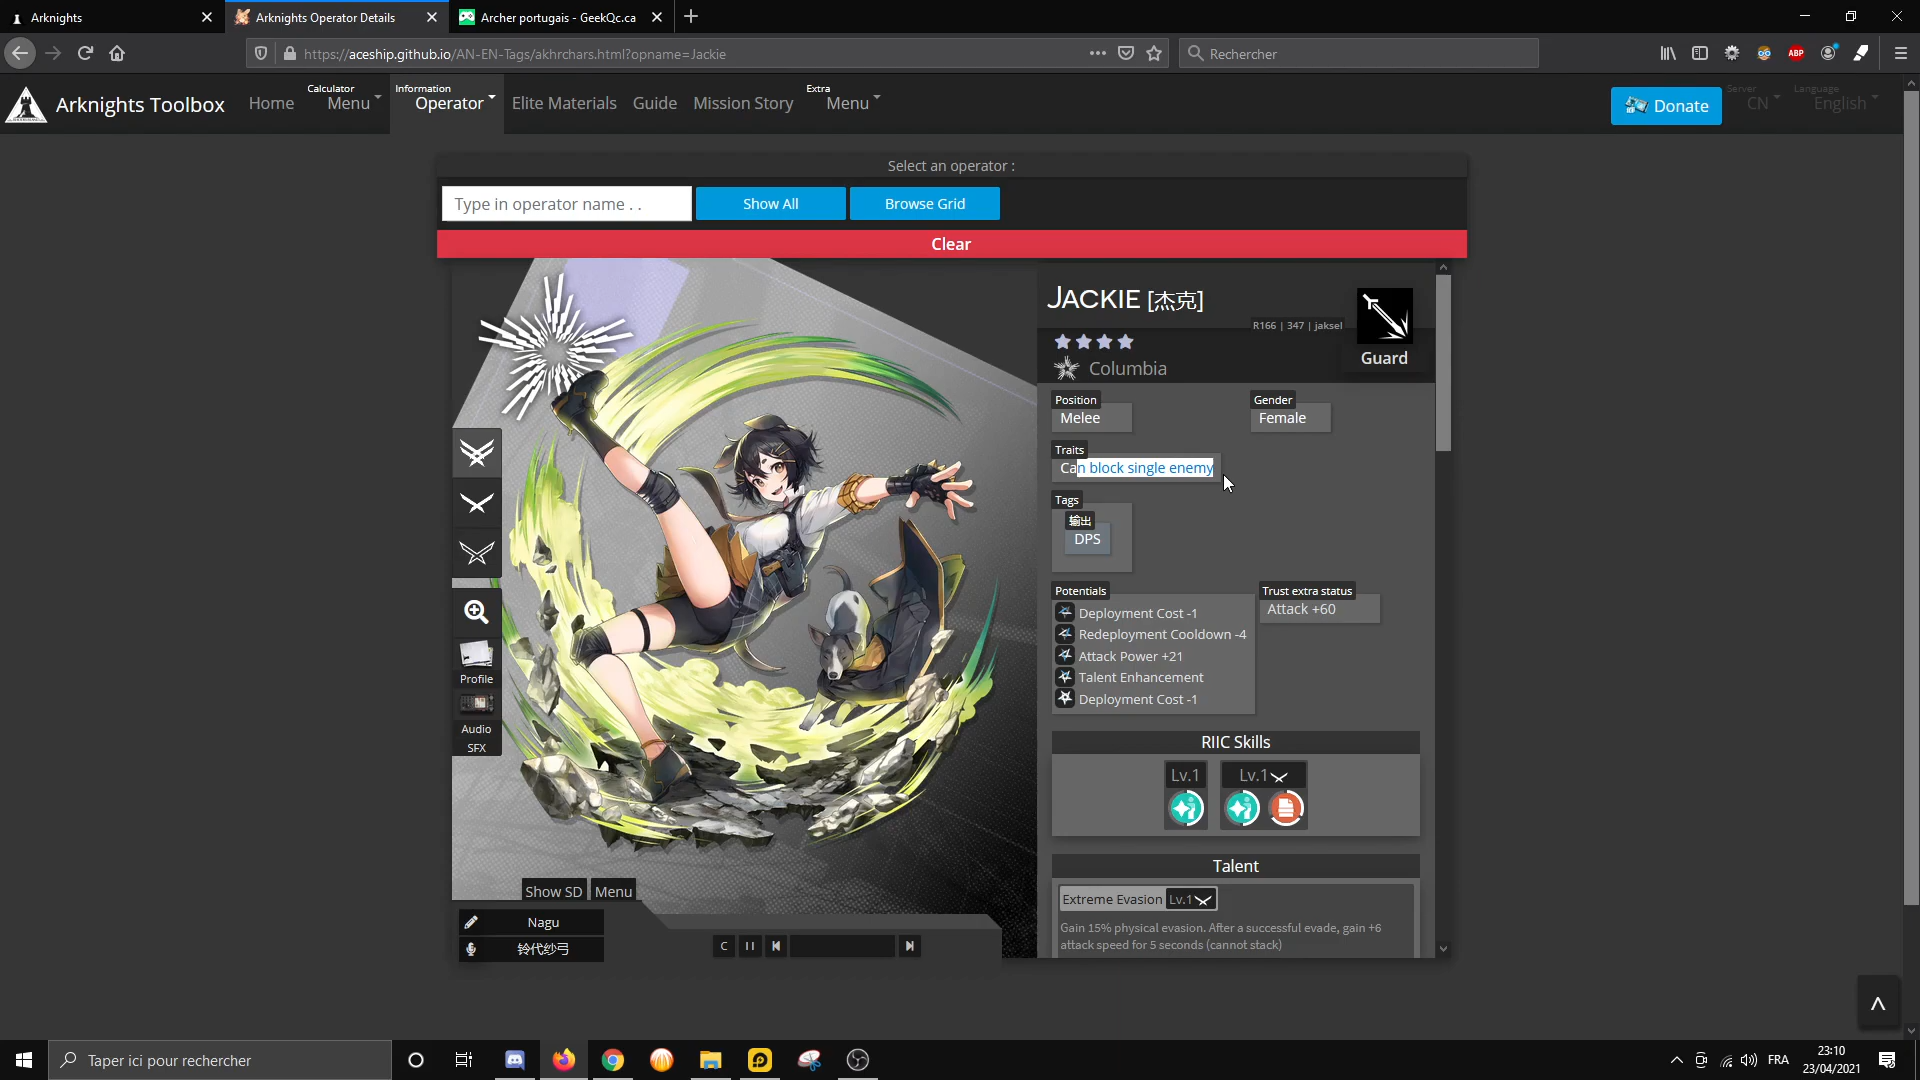 Arknights
Arknights Operator Details
Archer portugais - GeekQc.ca
https://aceship.github.io/AN-EN-Tags/akhrchars.html?opname=Jackie
Rechercher
ABP
Arknights Toolbox
Home
Calculator
Menu
Information
Operator
Elite Materials
Guide
Mission Story
Extra
Menu
Donate
Server
CN
Language
English
Select an operator :
Type in operator name . .
Show All
Browse Grid
Clear
JACKIE [杰克]
R166 | 347 | jaksel
Columbia
Guard
Position
Melee
Gender
Female
Traits
Can block single enemy
Tags
输出
DPS
Potentials
Deployment Cost -1
Redeployment Cooldown -4
Attack Power +21
Talent Enhancement
Deployment Cost -1
Trust extra status
Attack +60
RIIC Skills
Lv.1
Lv.1
Talent
Extreme Evasion Lv.1
Gain 15% physical evasion. After a successful evade, gain +6
attack speed for 5 seconds (cannot stack)
Profile
Audio
SFX
Show SD
Menu
Nagu
铃代纱弓
C
Taper ici pour rechercher
FRA
23:10
23/04/2021